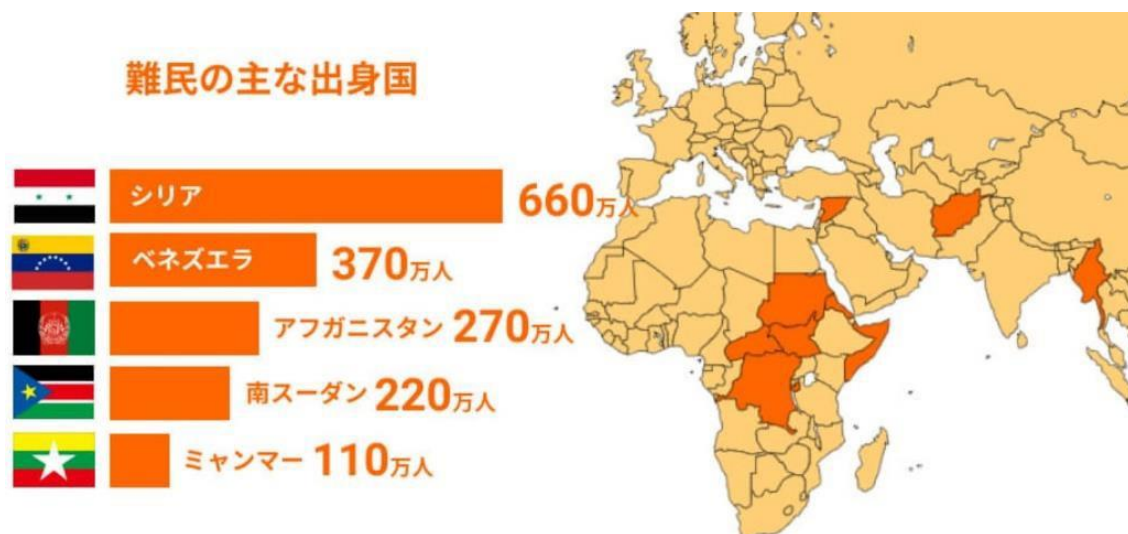 難民の主な出身国
シリア 660万人
ベネズエラ 370万人
アフガニスタン 270万人
南スーダン 220万人
ミャンマー 110万人